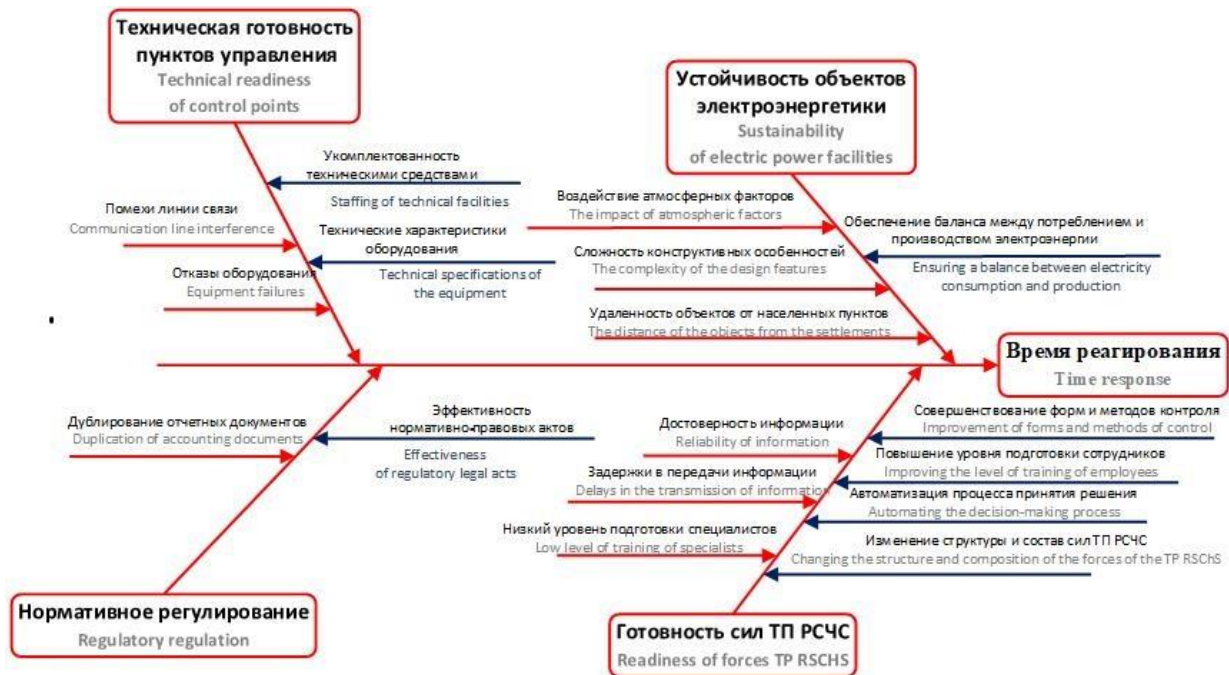 Техническая готовность
пунктов управления
Technical readiness
of control points
Устойчивость объектов
электроэнергетики
Sustainability
of electric power facilities
Укомплектованность
техническими средствами
Staffing of technical facilities
Помехи линии связи
Communication line interference
Технические характеристики
оборудования
Technical specifications of
the equipment
Отказы оборудования
Equipment failures
Воздействие атмосферных факторов
The impact of atmospheric factors
Обеспечение баланса между потреблением и
производством электроэнергии
Ensuring a balance between electricity
consumption and production
Сложность конструктивных особенностей
The complexity of the design features
Удаленность объектов от населенных пунктов
The distance of the objects from the settlements
Время реагирования
Time response
Дублирование отчетных документов
Duplication of accounting documents
Эффективность
нормативно-правовых актов
Effectiveness
of regulatory legal acts
Достоверность информации
Reliability of information
Совершенствование форм и методов контроля
Improvement of forms and methods of control
Задержки в передачи информации
Delays in the transmission of information
Повышение уровня подготовки сотрудников
Improving the level of training of employees
Автоматизация процесса принятия решения
Automating the decision-making process
Низкий уровень подготовки специалистов
Low level of training of specialists
Изменение структуры и состав сил ТП РСЧС
Changing the structure and composition of the forces of the TP RSChS
Нормативное регулирование
Regulatory regulation
Готовность сил ТП РСЧС
Readiness of forces TP RSCHS